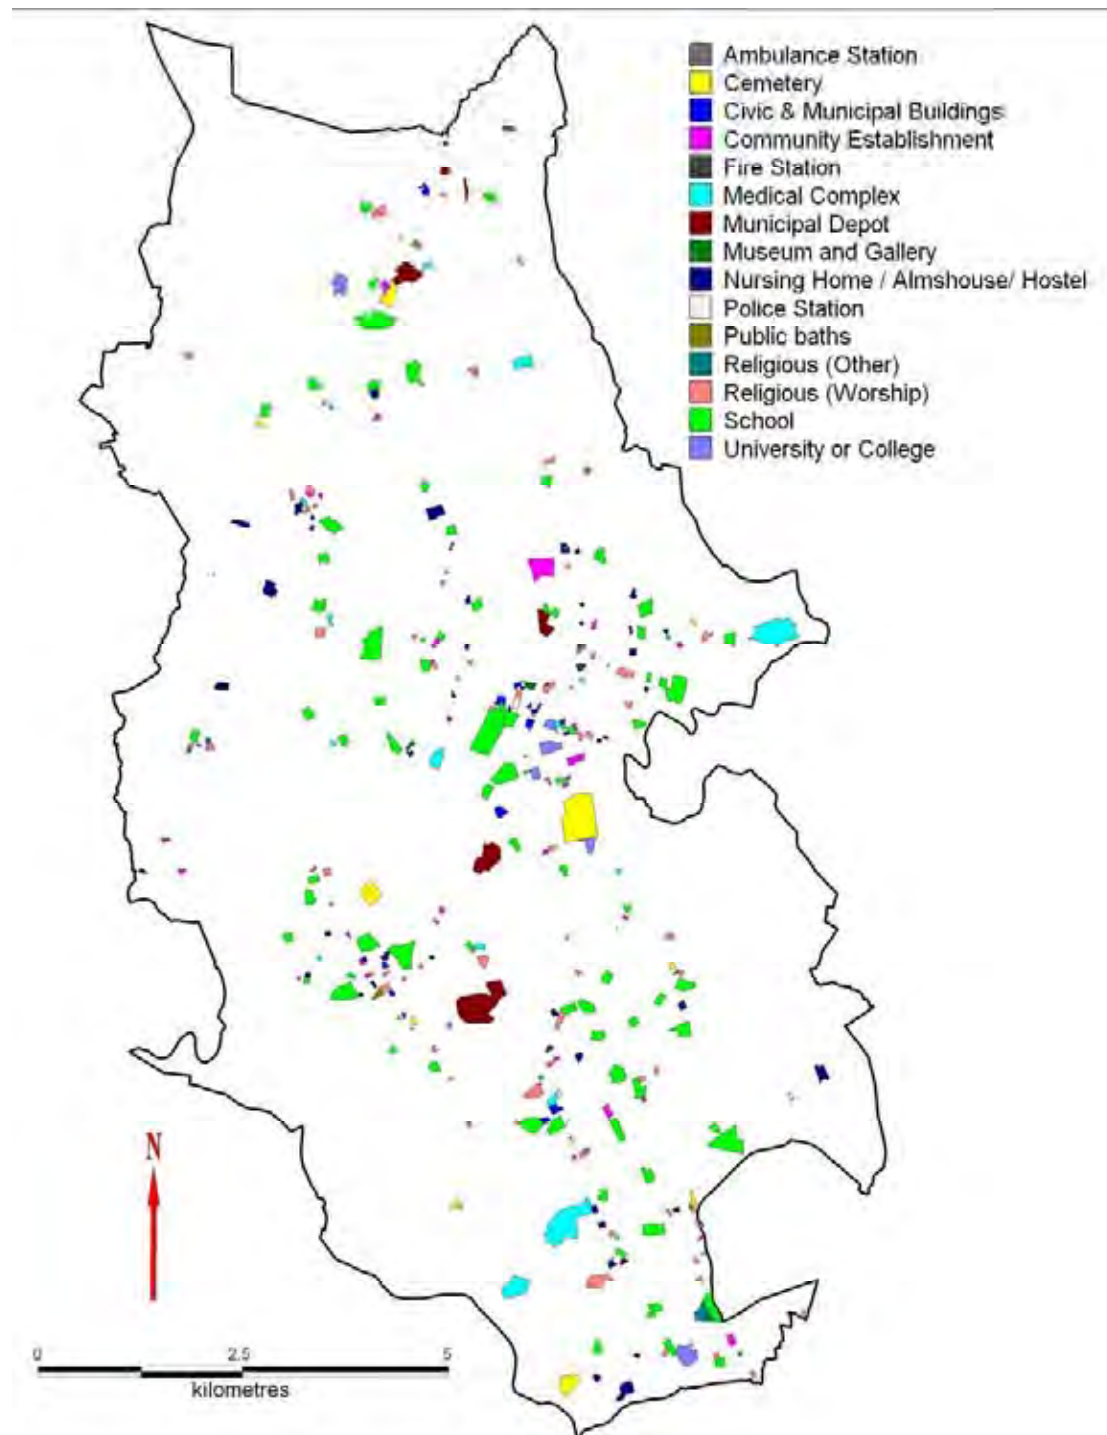 Ambulance Station
Cemetery
Civic & Municipal Buildings
Community Establishment
Fire Station
Medical Complex
Municipal Depot
Museum and Gallery
Nursing Home / Almshouse/ Hostel
Police Station
Public baths
Religious (Other)
Religious (Worship)
School
University or College
N
0 2.5 5
kilometres